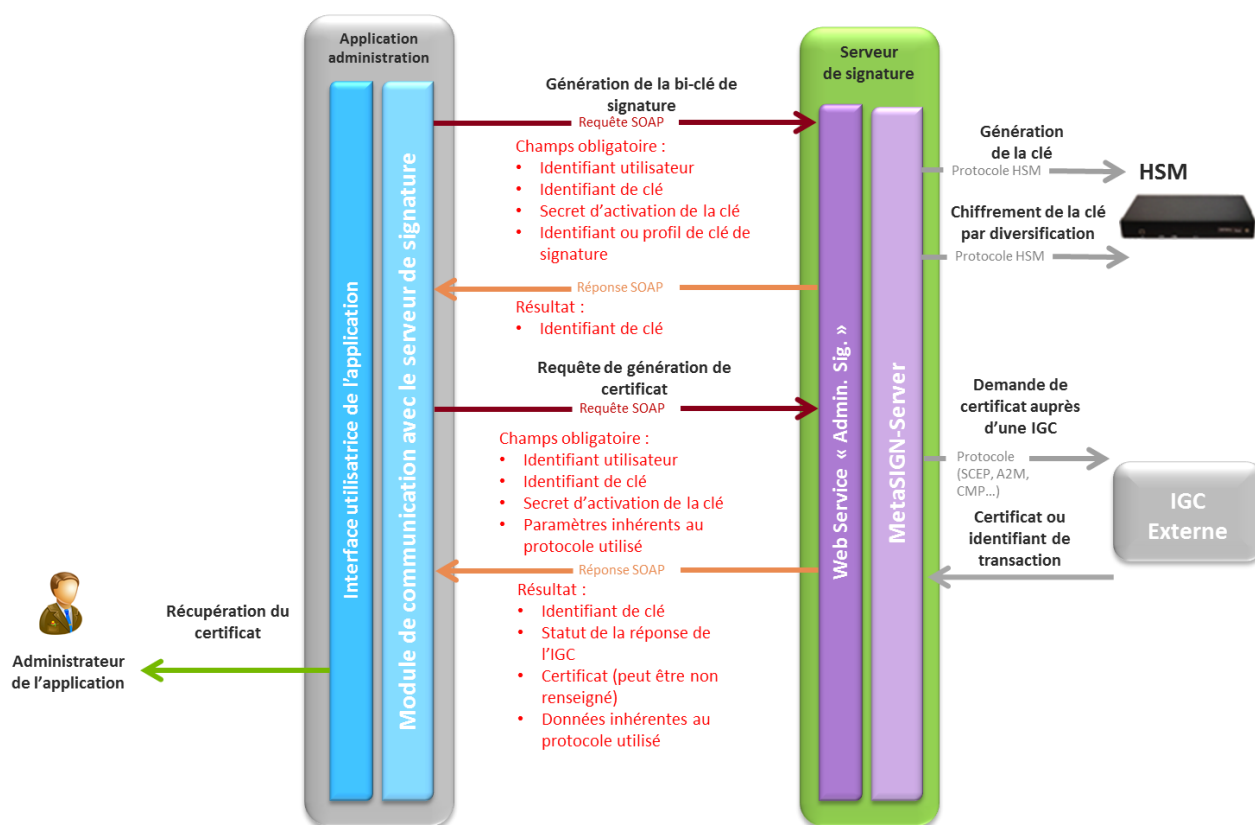 Application
administration
Interface utilisatrice de l'application
Module de communication avec le serveur de signature
Génération de la bi-clé de
signature
Requête SOAP
Champs obligatoire :
• Identifiant utilisateur
• Identifiant de clé
• Secret d'activation de la clé
• Identifiant ou profil de clé de
signature
Réponse SOAP
Résultat :
• Identifiant de clé
Requête de génération de
certificat
Requête SOAP
Champs obligatoire :
• Identifiant utilisateur
• Identifiant de clé
• Secret d'activation de la clé
• Paramètres inhérents au
protocole utilisé
Réponse SOAP
Résultat :
• Identifiant de clé
• Statut de la réponse de
l'IGC
• Certificat (peut être non
renseigné)
• Données inhérentes au
protocole utilisé
Serveur
de signature
Web Service « Admin. Sig. »
MetaSIGN-Server
Génération
de la clé
Protocole HSM
HSM
Chiffrement de la clé
par diversification
Protocole HSM
Demande de
certificat auprès
d'une IGC
Protocole
(SCEP, A2M,
CMP...)
IGC
Externe
Certificat ou
identifiant de
transaction
Récupération du
certificat
Administrateur
de l'application